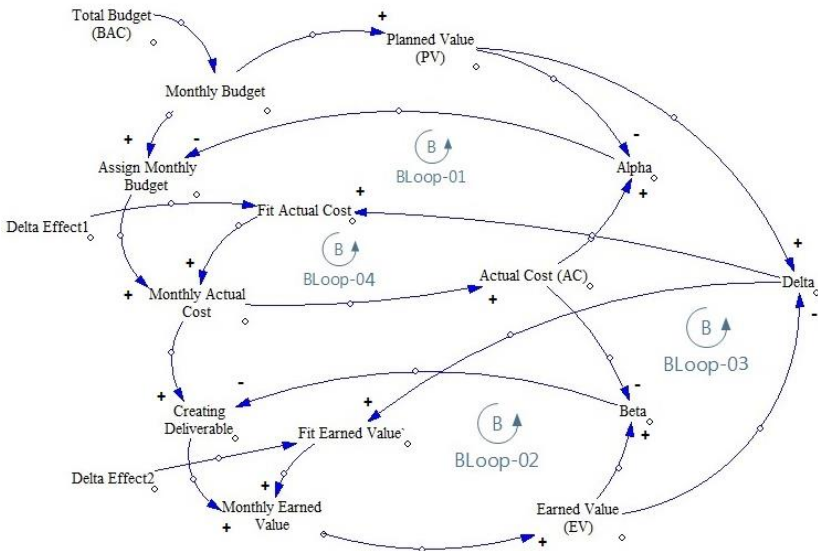 Total Budget
(BAC)
+
Planned Value
(PV)
Monthly Budget
+
-
-
B
BLoop-01
Assign Monthly
Budget
Alpha
+
+
Delta Effect1
Fit Actual Cost
+
B
BLoop-04
+
Actual Cost (AC)
Delta
+
Monthly Actual
Cost
+
-
B
BLoop-03
-
+
-
+
Creating
Deliverable
Fit Earned Value`
B
BLoop-02
Beta
+
Delta Effect2
+
Monthly Earned
Value
+
Earned Value
(EV)
+